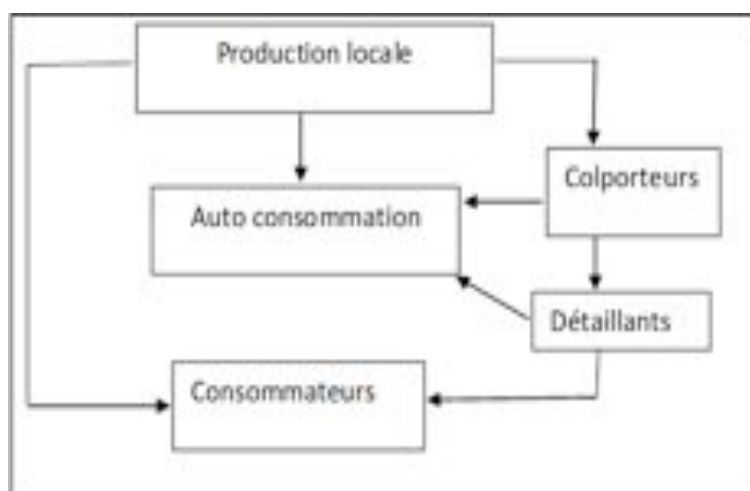 Production locale
Colporteurs
Auto consommation
Détaillants
Consommateurs